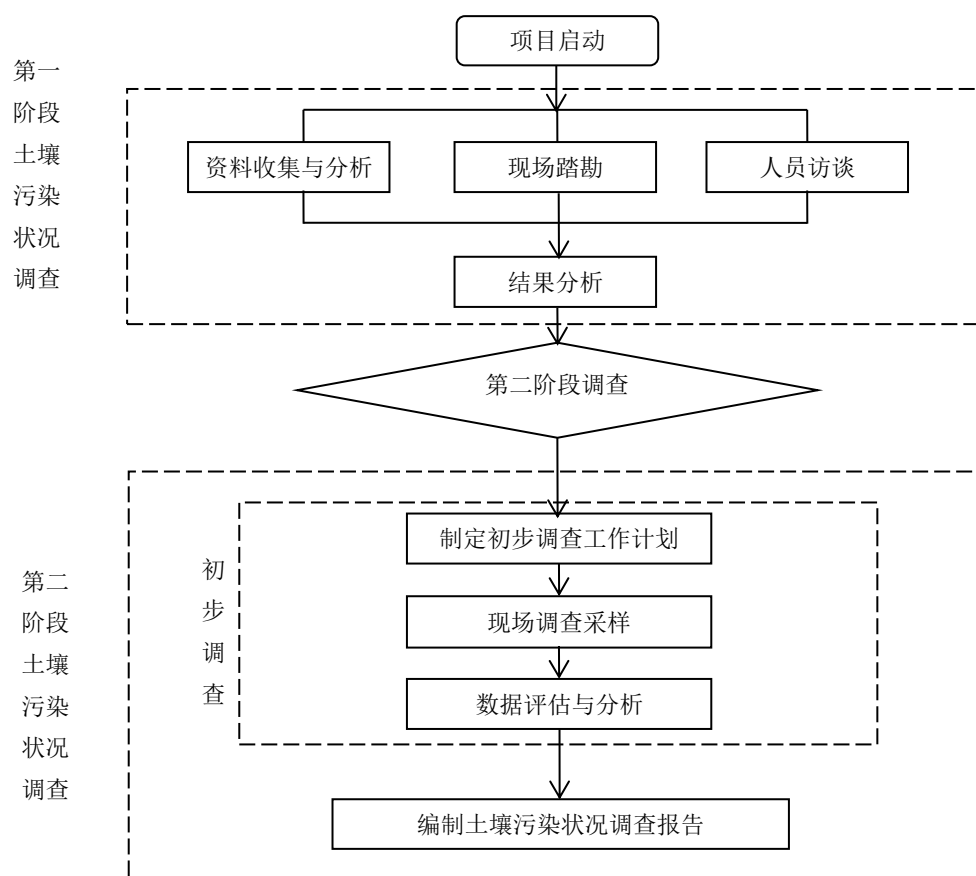 项目启动
第一
阶段
土壤
污染
状况
调查
资料收集与分析
现场踏勘
人员访谈
结果分析
第二阶段调查
第二
阶段
土壤
污染
状况
调查
初
步
调
查
制定初步调查工作计划
现场调查采样
数据评估与分析
编制土壤污染状况调查报告